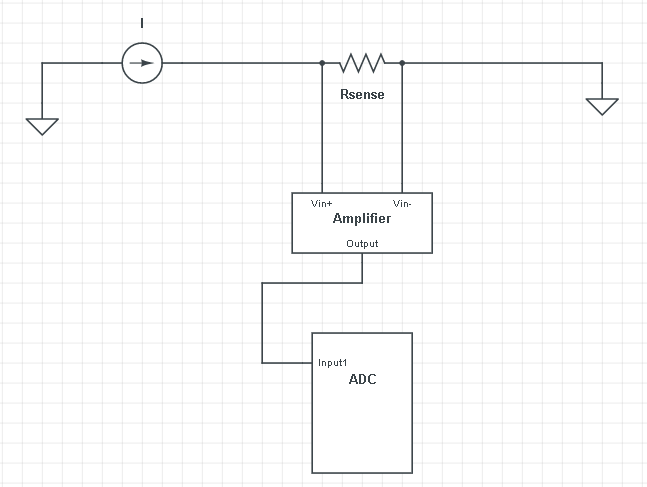 I
Rsense
Vin+ Vin-
Amplifier
Output
Input1
ADC